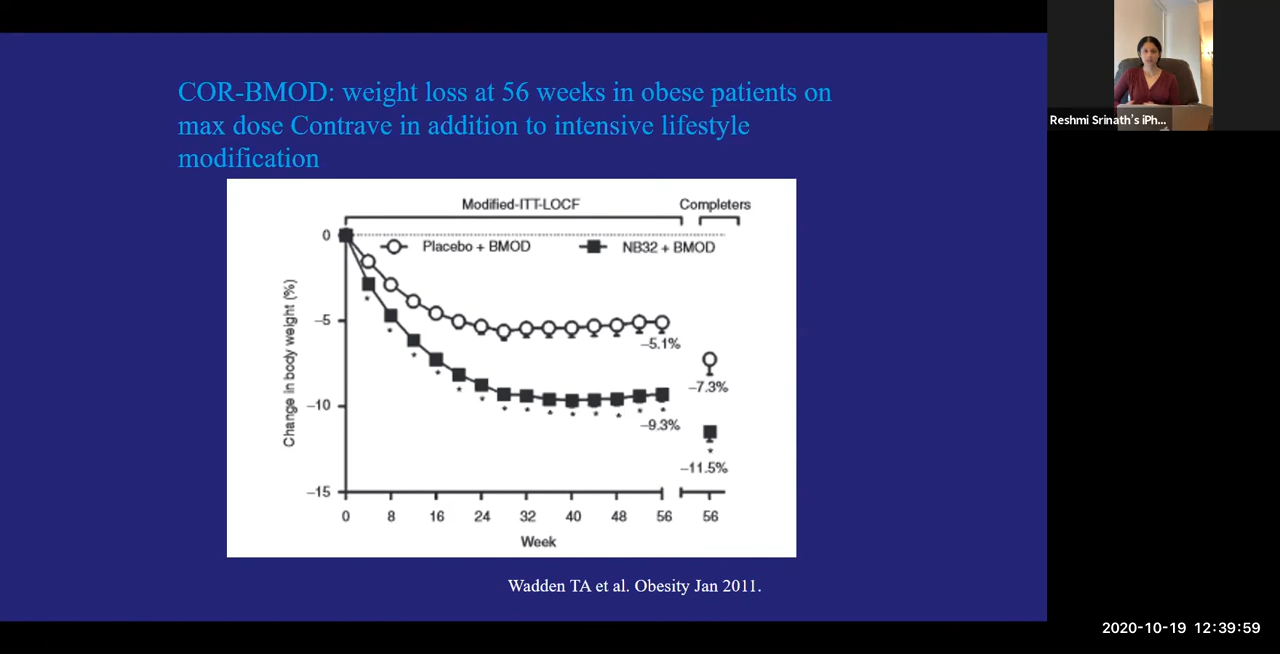 COR-BMOD: weight loss at 56 weeks in obese patients on
max dose Contrave in addition to intensive lifestyle
modification
Reshmi Srinath's iPh...
Modified-ITT-LOCF
Completers
Placebo + BMOD
NB32 + BMOD
Change in body weight (%)
0
–5
–10
–15
–5.1%
–9.3%
–7.3%
–11.5%
0 8 16 24 32 40 48 56 56
Week
Wadden TA et al. Obesity Jan 2011.
2020-10-19 12:39:59